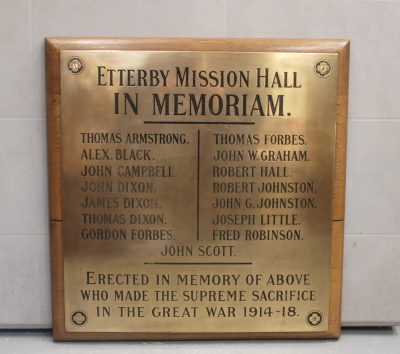 ETTERBY MISSION HALL
IN MEMORIAM.
THOMAS ARMSTRONG.
ALEX. BLACK.
JOHN CAMPBELL
JOHN DIXON.
JAMES DIXON.
THOMAS DIXON.
GORDON FORBES.
THOMAS FORBES.
JOHN W. GRAHAM.
ROBERT HALL.
ROBERT JOHNSTON.
JOHN G. JOHNSTON.
JOSEPH LITTLE.
FRED ROBINSON.
JOHN SCOTT.
ERECTED IN MEMORY OF ABOVE
WHO MADE THE SUPREME SACRIFICE
IN THE GREAT WAR 1914-18.